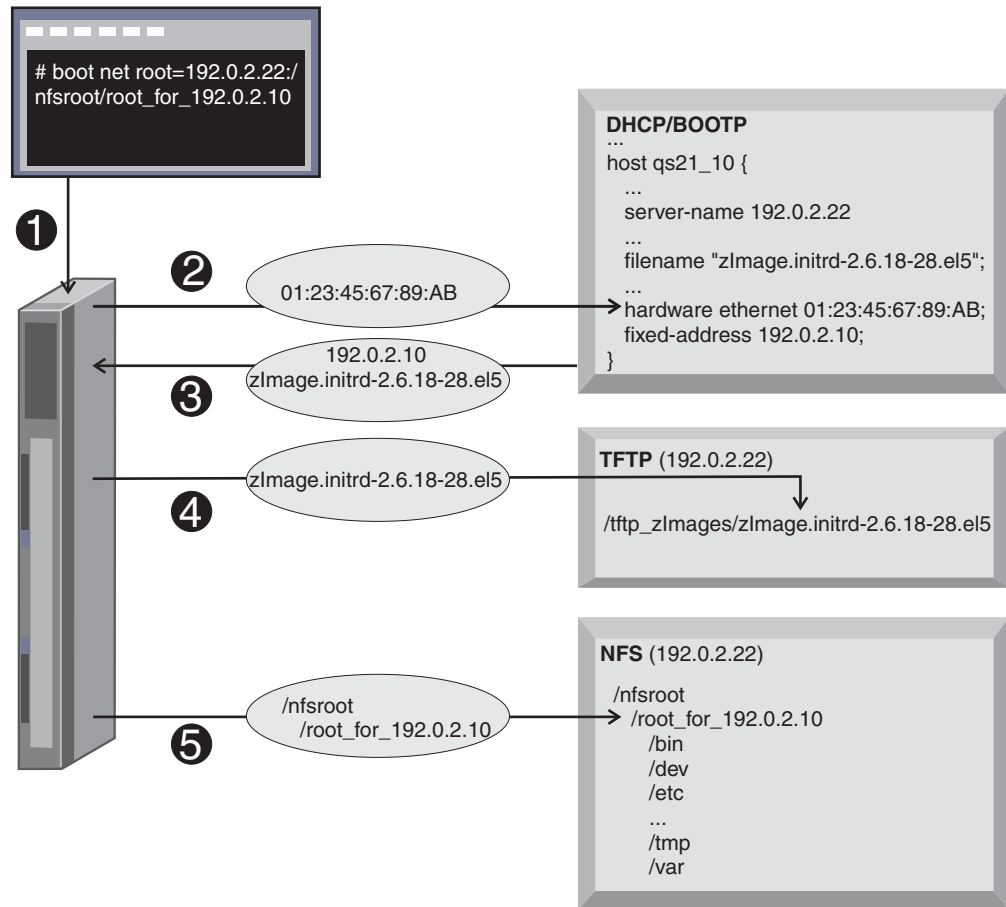 # boot net root=192.0.2.22:/
nfsroot/root_for_192.0.2.10
❶
❷
01:23:45:67:89:AB
192.0.2.10
zImage.initrd-2.6.18-28.el5
❸
DHCP/BOOTP
...
host qs21_10 {
...
server-name 192.0.2.22
...
filename "zImage.initrd-2.6.18-28.el5";
...
hardware ethernet 01:23:45:67:89:AB;
fixed-address 192.0.2.10;
}
❹
zImage.initrd-2.6.18-28.el5
TFTP (192.0.2.22)
/tftp_zImages/zImage.initrd-2.6.18-28.el5
❺
/nfsroot
/root_for_192.0.2.10
NFS (192.0.2.22)
/nfsroot
/root_for_192.0.2.10
/bin
/dev
/etc
...
/tmp
/var